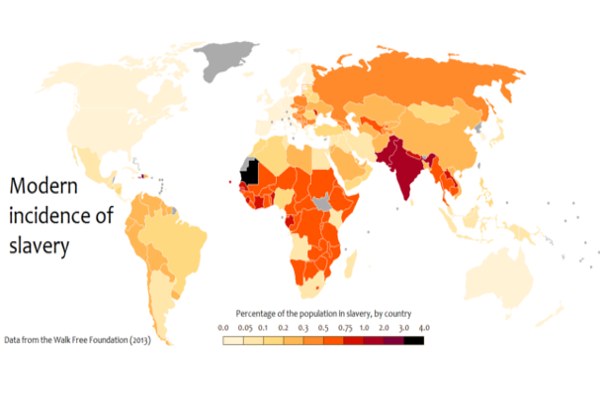 Modern
incidence of
slavery
Percentage of the population in slavery, by country
0.0 0.05 0.1 0.2 0.3 0.5 0.75 1.0 2.0 3.0 4.0
Data from the Walk Free Foundation (2013)